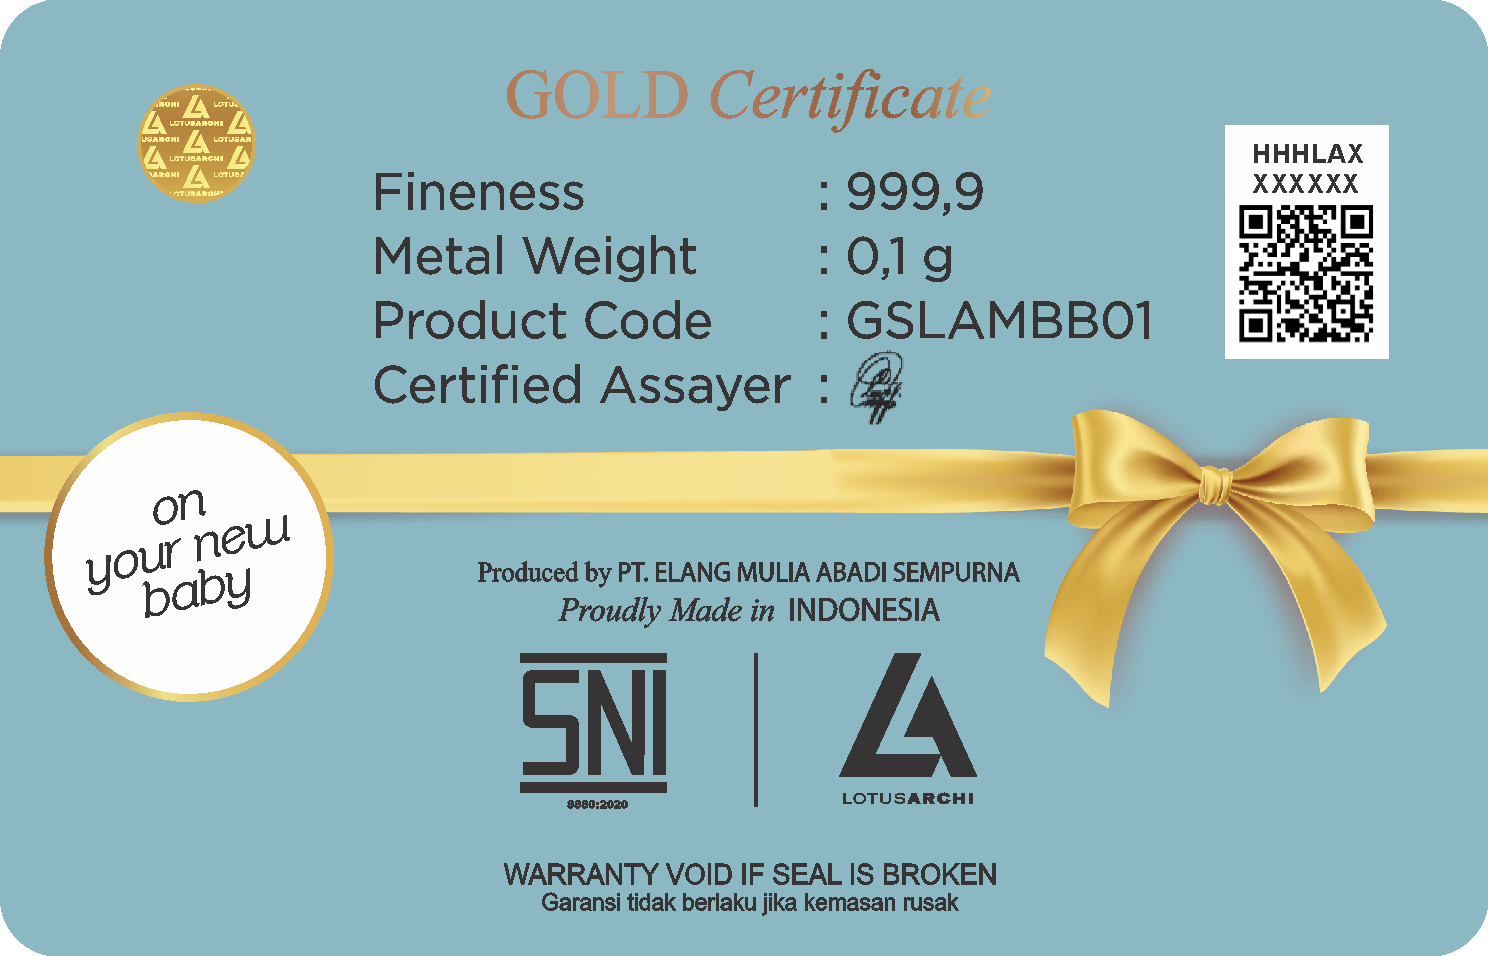 GOLD Certificate
LOTUSARCHI
HHHLAX
XXXXXX
Fineness : 999,9
Metal Weight : 0,1 g
Product Code : GSLAMBB01
Certified Assayer :
on
your new
baby
Produced by PT. ELANG MULIA ABADI SEMPURNA
Proudly Made in INDONESIA
SNI
8880:2020
LOTUSARCHI
WARRANTY VOID IF SEAL IS BROKEN
Garansi tidak berlaku jika kemasan rusak